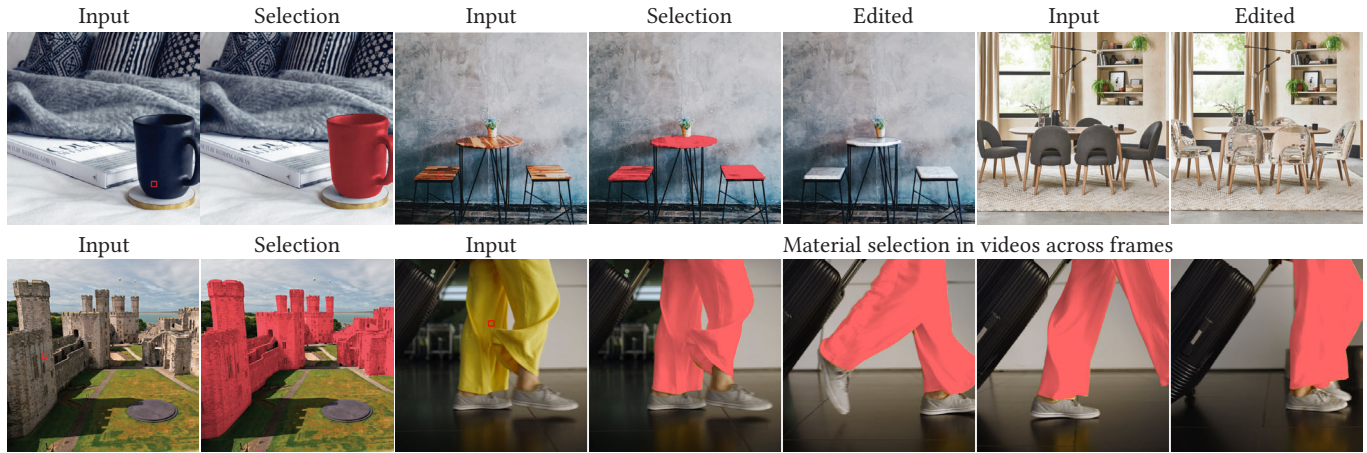 Input Selection Input Selection Edited Input Edited
Input Selection Input Material selection in videos across frames